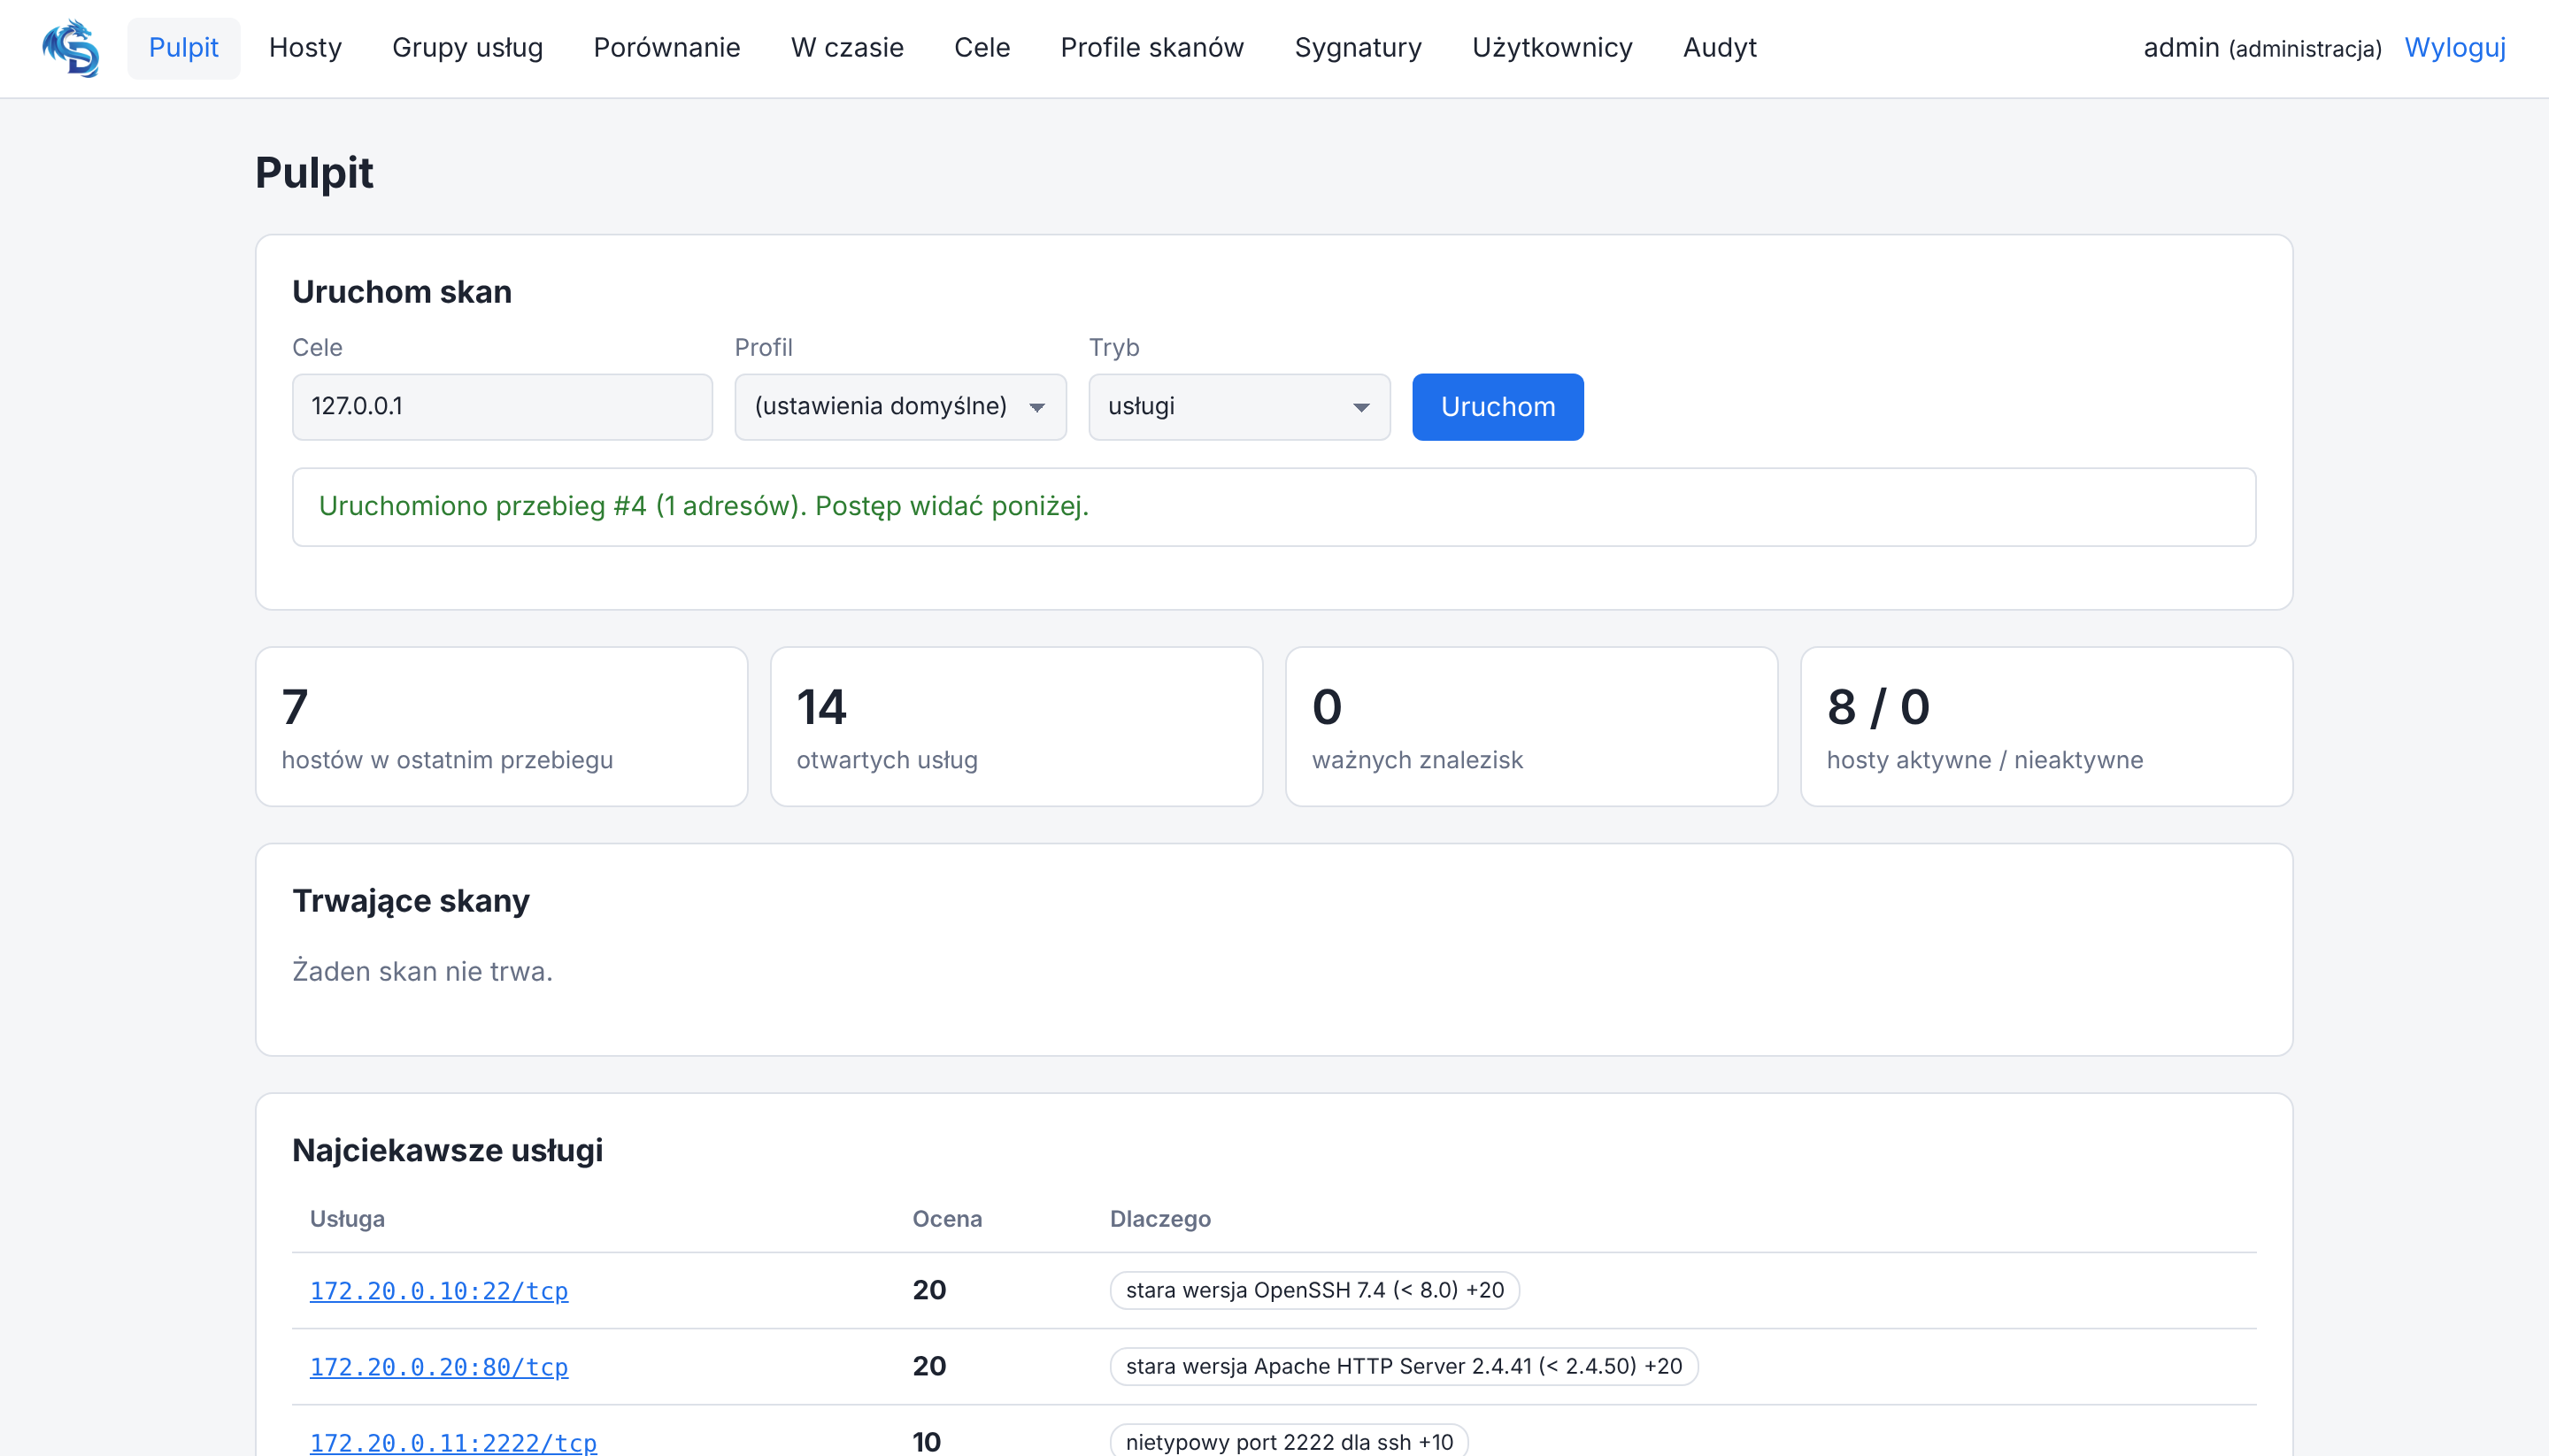 Pulpit Hosty Grupy usług Porównanie W czasie Cele Profile skanów Sygnatury Użytkownicy Audyt admin (administracja) Wyloguj
Pulpit
Uruchom skan
Cele Profil Tryb
127.0.0.1 (ustawienia domyślne) usługi Uruchom
Uruchomiono przebieg #4 (1 adresów). Postęp widać poniżej.
7 14 0 8 / 0
hostów w ostatnim przebiegu otwartych usług ważnych znalezisk hosty aktywne / nieaktywne
Trwające skany
Żaden skan nie trwa.
Najciekawsze usługi
Usługa Ocena Dlaczego
172.20.0.10:22/tcp 20 stara wersja OpenSSH 7.4 (< 8.0) +20
172.20.0.20:80/tcp 20 stara wersja Apache HTTP Server 2.4.41 (< 2.4.50) +20
172.20.0.11:2222/tcp 10 nietypowy port 2222 dla ssh +10